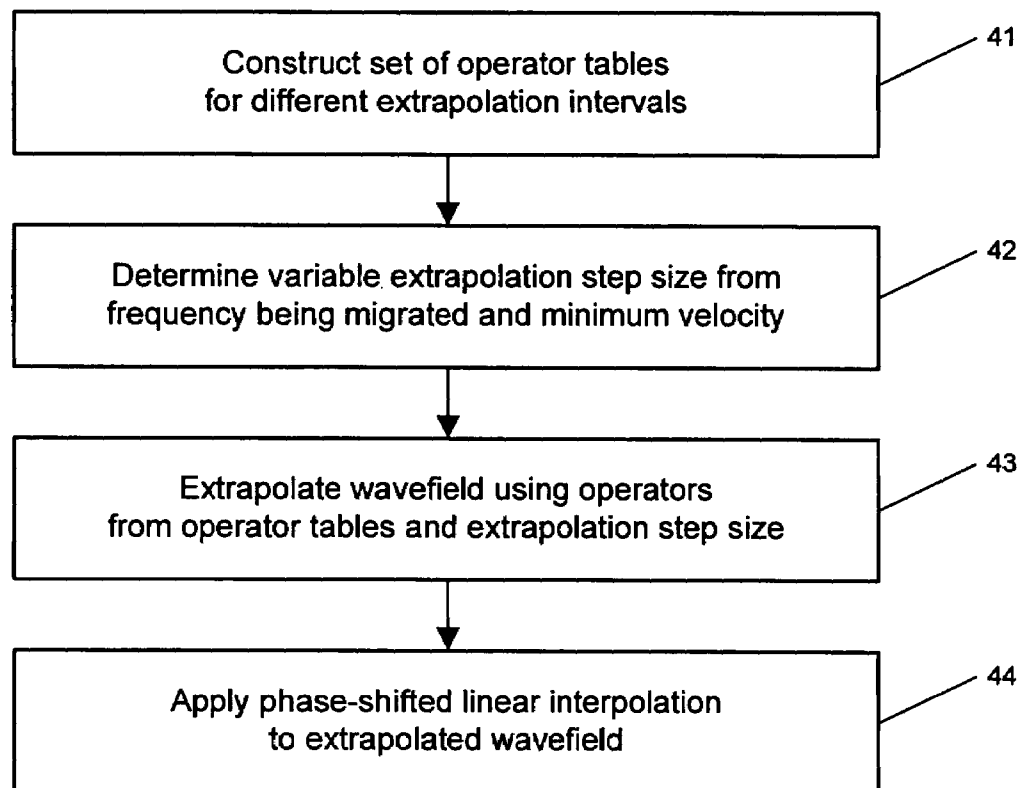 Construct set of operator tables
for different extrapolation intervals
41
Determine variable extrapolation step size from
frequency being migrated and minimum velocity
42
Extrapolate wavefield using operators
from operator tables and extrapolation step size
43
Apply phase-shifted linear interpolation
to extrapolated wavefield
44